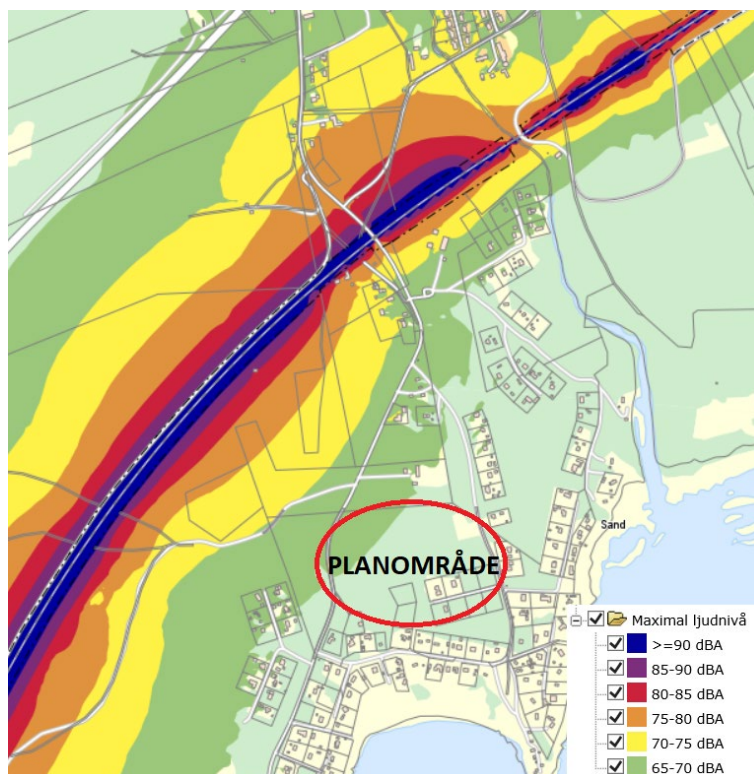 PLANOMRÅDE
Sand
Maximal ljudnivå
>=90 dBA
85-90 dBA
80-85 dBA
75-80 dBA
70-75 dBA
65-70 dBA